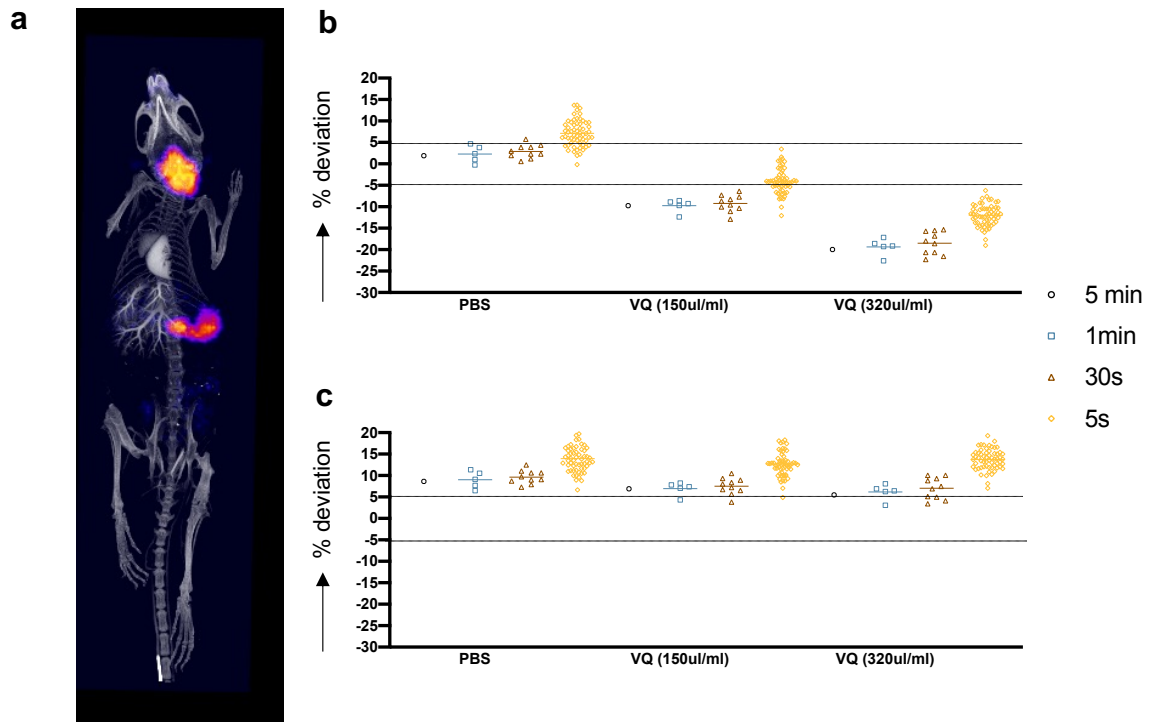 a
b
% deviation
20
15
10
5
0
-5
-10
-15
-20
-25
-30
PBS
VQ (150ul/ml)
VQ (320ul/ml)
c
% deviation
20
15
10
5
0
-5
-10
-15
-20
-25
-30
PBS
VQ (150ul/ml)
VQ (320ul/ml)
5 min
1min
30s
5s